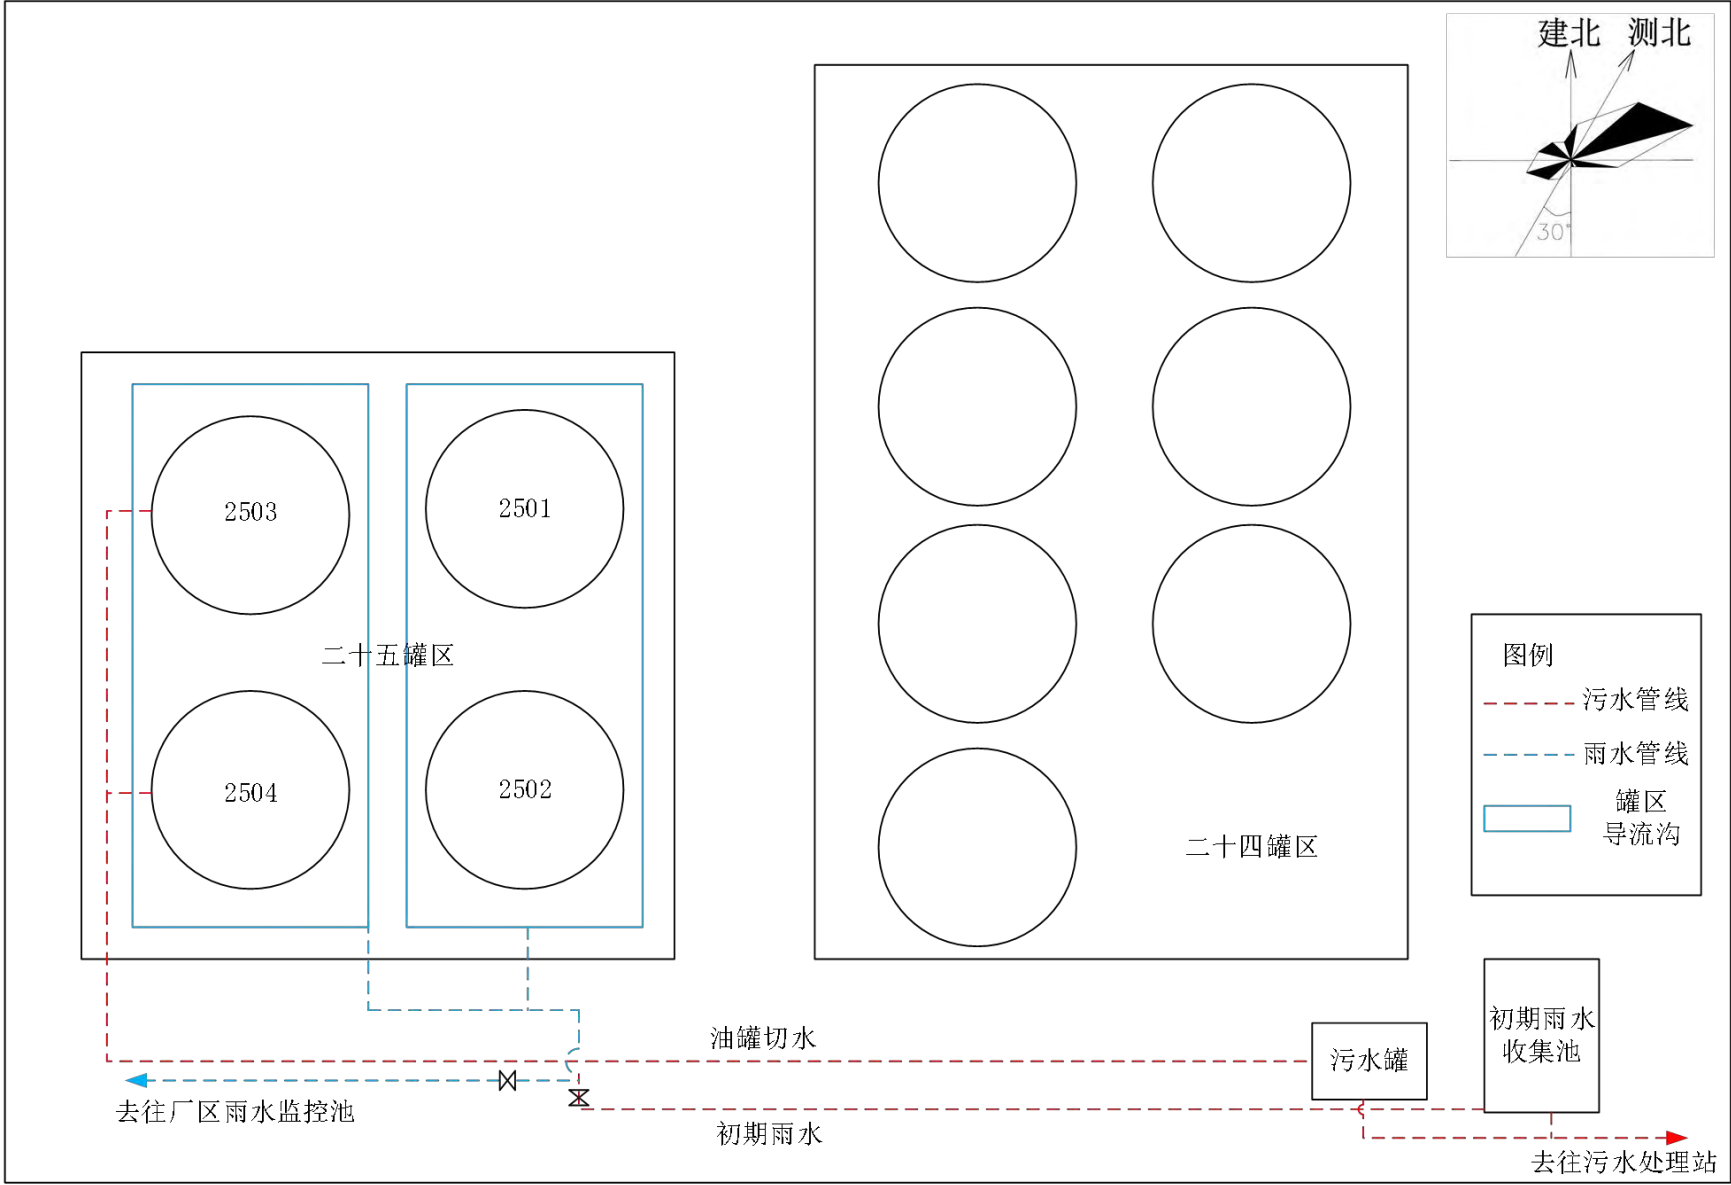 建北 测北
30°
2503
2501
二十五罐区
2504
2502
二十四罐区
图例
污水管线
雨水管线
罐区
导流沟
油罐切水
污水罐
初期雨水
收集池
去往厂区雨水监控池
初期雨水
去往污水处理站